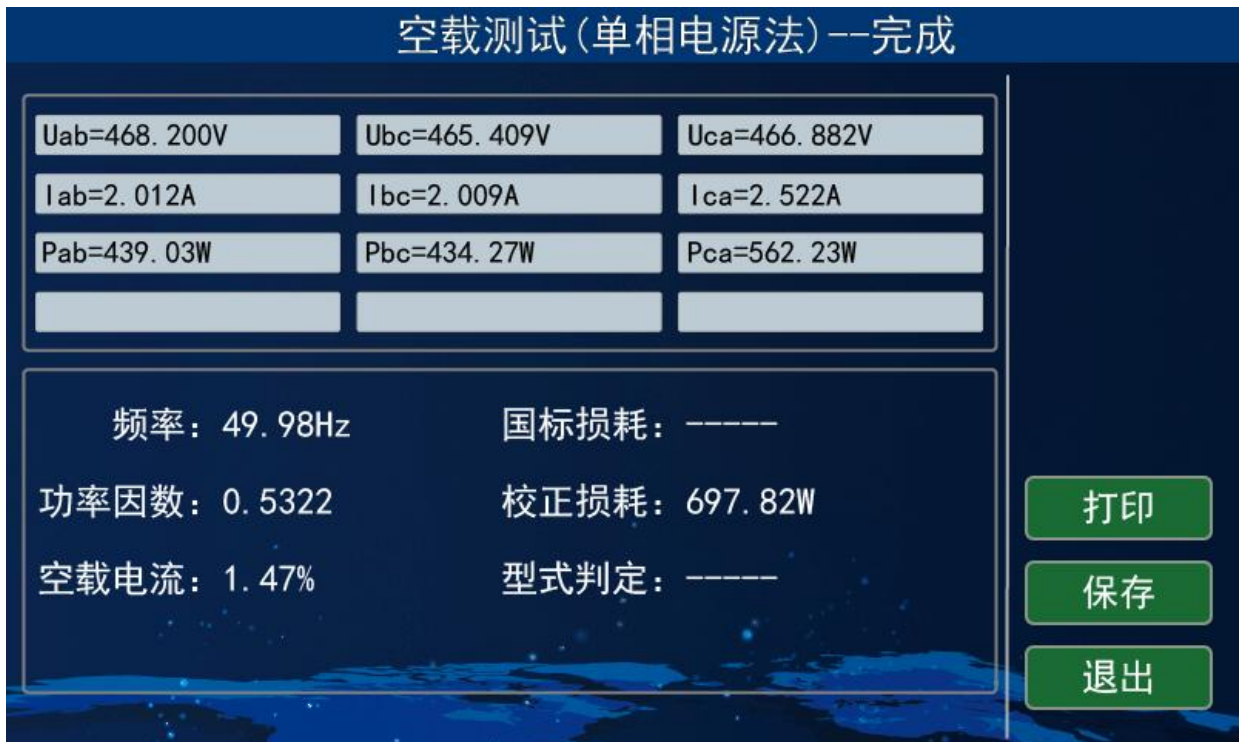 空载测试(单相电源法)--完成
Uab=468.200V Ubc=465.409V Uca=466.882V
Iab=2.012A Ibc=2.009A Ica=2.522A
Pab=439.03W Pbc=434.27W Pca=562.23W
频率：49.98Hz 国标损耗：-----
功率因数：0.5322 校正损耗：697.82W
空载电流：1.47% 型式判定：-----
打印
保存
退出